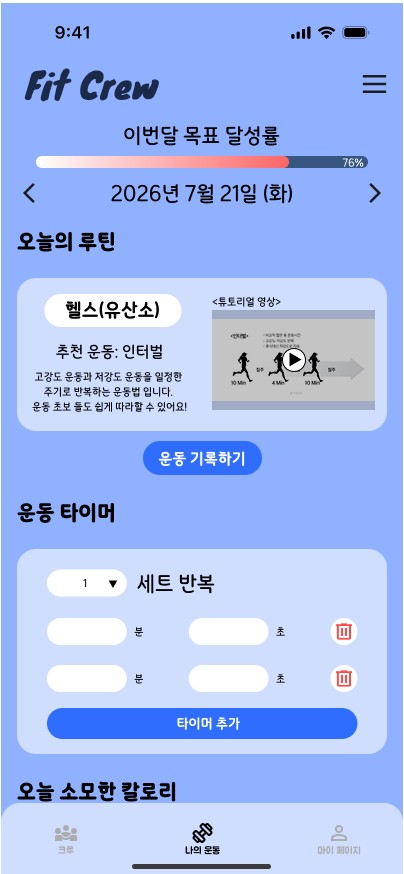 9:41
Fit Crew
이번달 목표 달성률
76%
2026년 7월 21일 (화)
오늘의 루틴
헬스(유산소)
<튜토리얼 영상>
추천 운동: 인터벌
고강도 운동과 저강도 운동을 일정한
주기로 반복하는 운동법 입니다.
운동 초보 들도 쉽게 따라할 수 있어요!
<인터벌>
질주
질주
10 Min
4 Min
10 Min
운동 기록하기
운동 타이머
1
세트 반복
분
초
분
초
타이머 추가
오늘 소모한 칼로리
크루
나의 운동
마이 페이지